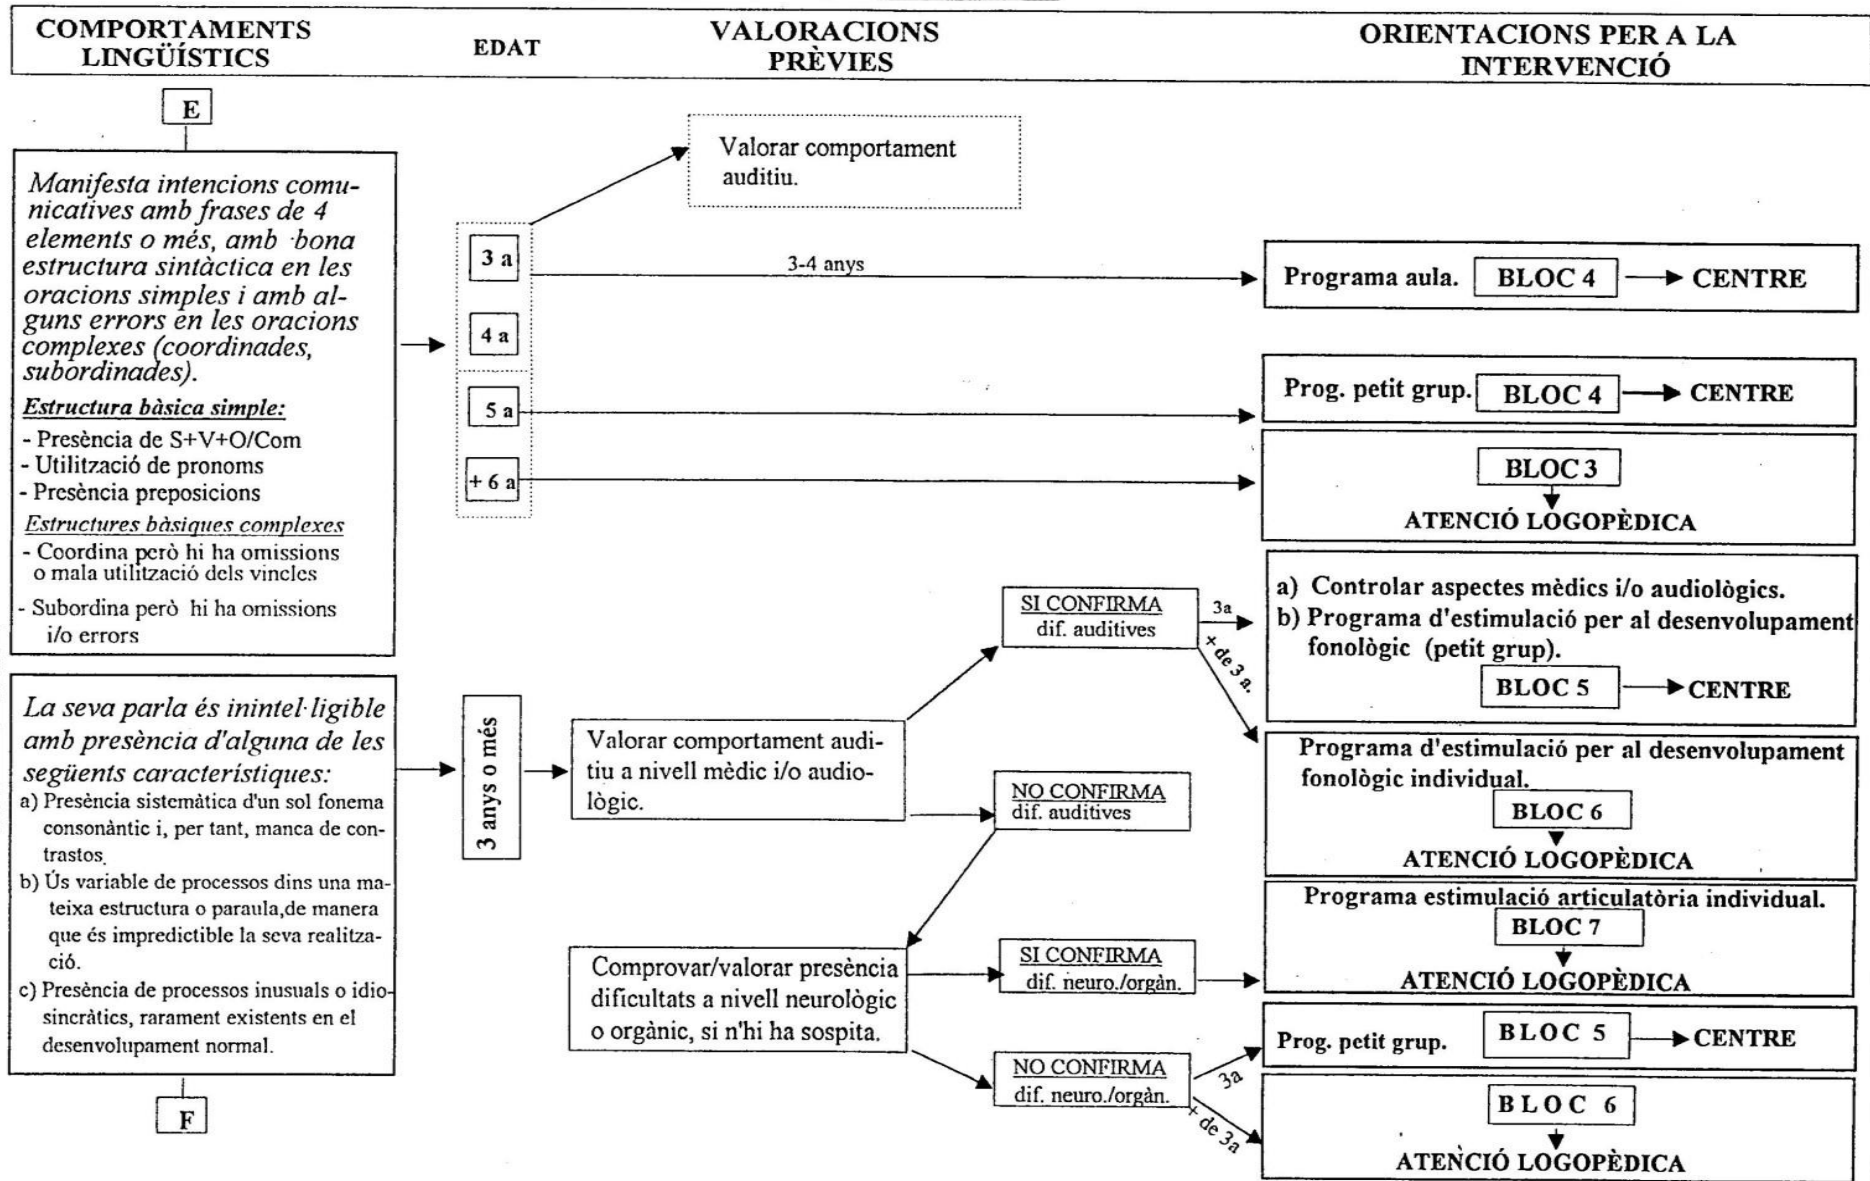 COMPORTAMENTS
LINGÜÍSTICS
EDAT
VALORACIONS
PRÈVIES
ORIENTACIONS PER A LA
INTERVENCIÓ
E
Manifesta intencions comu-
nicatives amb frases de 4
elements o més, amb bona
estructura sintàctica en les
oracions simples i amb al-
guns errors en les oracions
complexes (coordinades,
subordinades).
Estructura bàsica simple:
- Presència de S+V+O/Com
- Utilització de pronoms
- Presència preposicions
Estructures bàsiques complexes
- Coordina però hi ha omissions
o mala utilització dels vincles
- Subordina però hi ha omissions
i/o errors
3 a
4 a
5 a
+ 6 a
Valorar comportament
auditiu.
3-4 anys
Programa aula. BLOC 4 CENTRE
Prog. petit grup. BLOC 4 CENTRE
BLOC 3
ATENCIÓ LOGOPÈDICA
La seva parla és inintel·ligible
amb presència d'alguna de les
següents característiques:
a) Presència sistemàtica d'un sol fonema
consonàntic i, per tant, manca de con-
trastos.
b) Ús variable de processos dins una ma-
teixa estructura o paraula,de manera
que és impredictible la seva realitza-
ció.
c) Presència de processos inusuals o idio-
sincràtics, rarament existents en el
desenvolupament normal.
F
3 anys o més
Valorar comportament audi-
tiu a nivell mèdic i/o audio-
lògic.
SI CONFIRMA
dif. auditives
3a
+ de 3 a.
a) Controlar aspectes mèdics i/o audiològics.
b) Programa d'estimulació per al desenvolupament
fonològic (petit grup).
BLOC 5 CENTRE
Programa d'estimulació per al desenvolupament
fonològic individual.
BLOC 6
ATENCIÓ LOGOPÈDICA
NO CONFIRMA
dif. auditives
Comprovar/valorar presència
dificultats a nivell neurològic
o orgànic, si n'hi ha sospita.
SI CONFIRMA
dif. neuro./orgàn.
Programa estimulació articulatòria individual.
BLOC 7
ATENCIÓ LOGOPÈDICA
NO CONFIRMA
dif. neuro./orgàn.
3a
+ de 3a
Prog. petit grup. BLOC 5 CENTRE
BLOC 6
ATENCIÓ LOGOPÈDICA